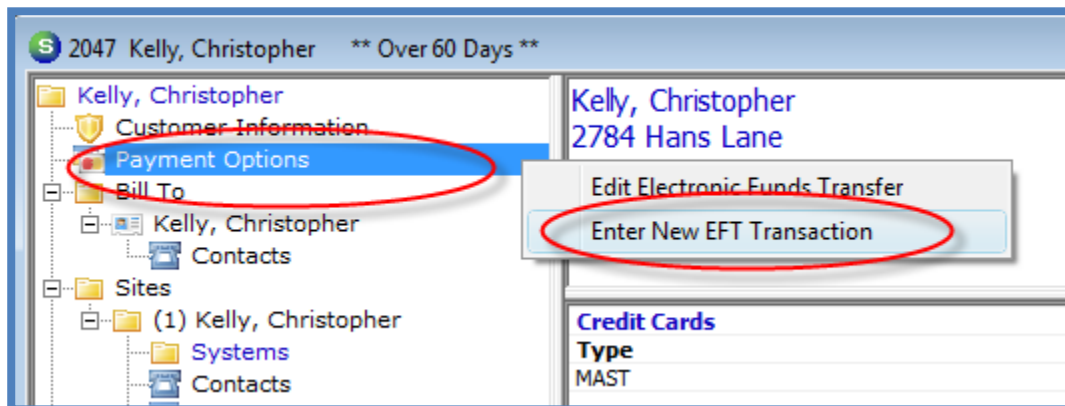 S 2047 Kelly, Christopher ** Over 60 Days **
Kelly, Christopher
Customer Information
Payment Options
Bill To
Kelly, Christopher
Contacts
Sites
(1) Kelly, Christopher
Systems
Contacts
Kelly, Christopher
2784 Hans Lane
Edit Electronic Funds Transfer
Enter New EFT Transaction
Credit Cards
Type
MAST